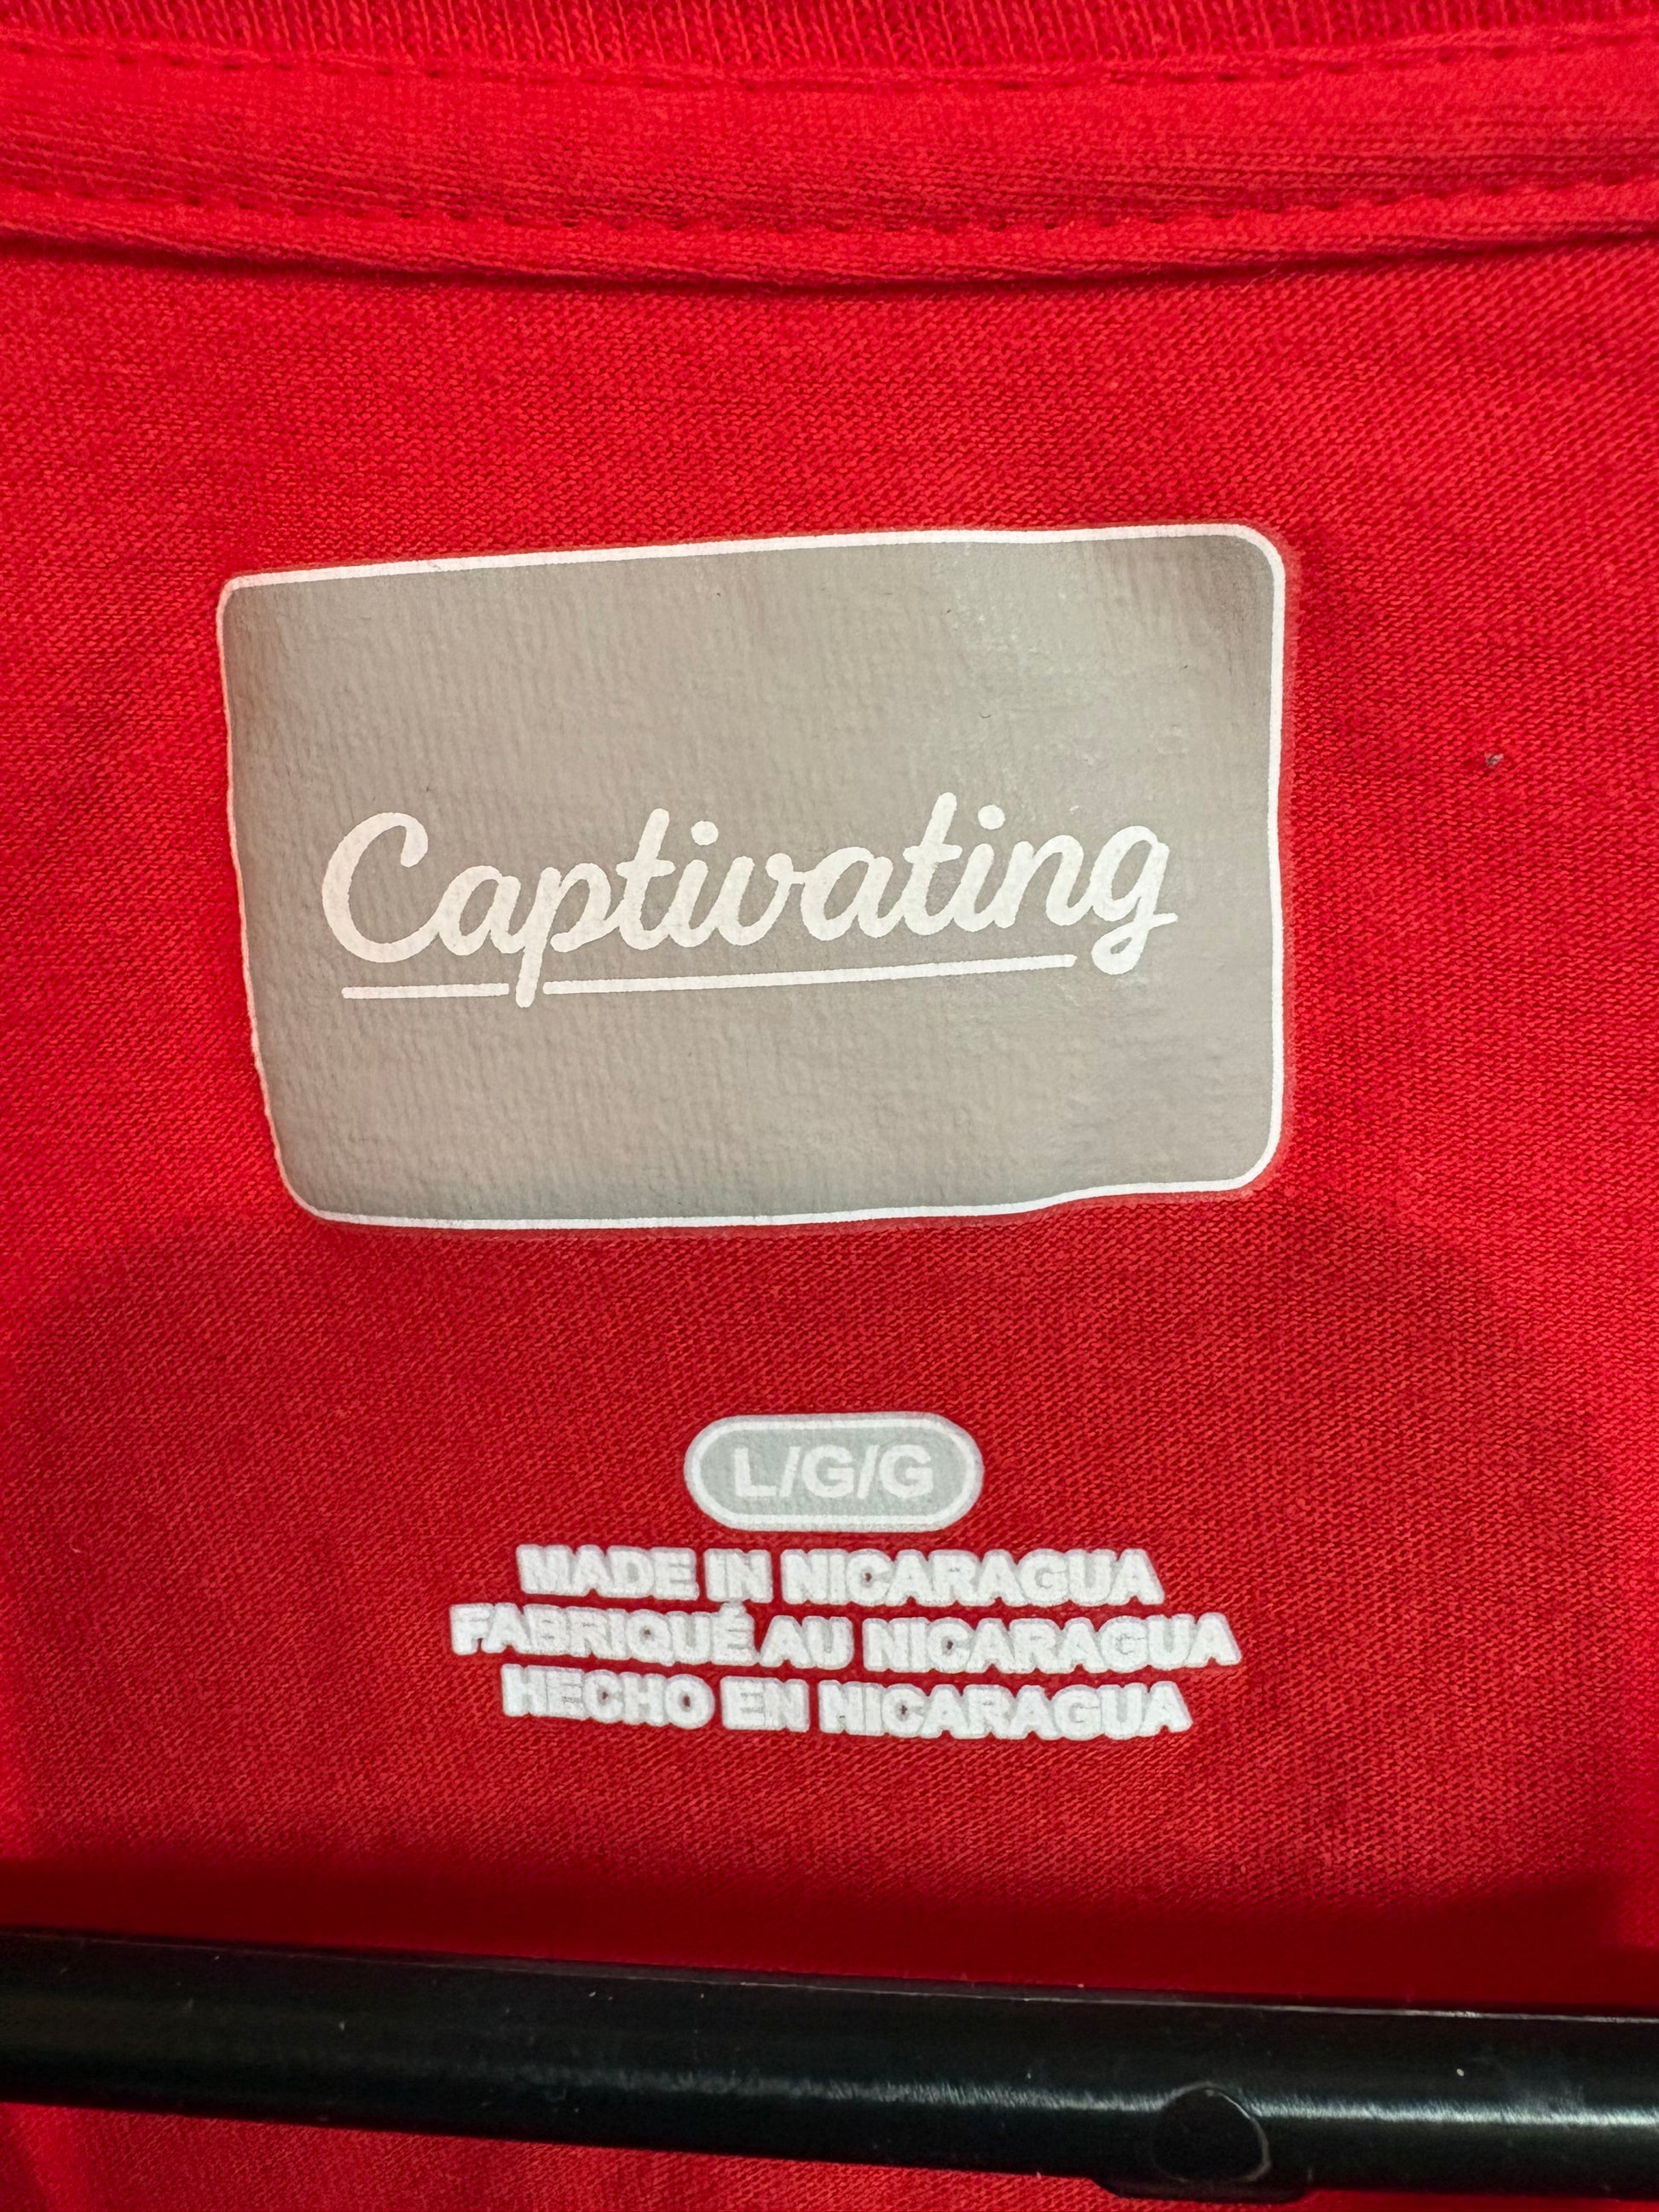 Captivating
L/G/G
MADE IN NICARAGUA
FABRIQUÉ AU NICARAGUA
HECHO EN NICARAGUA